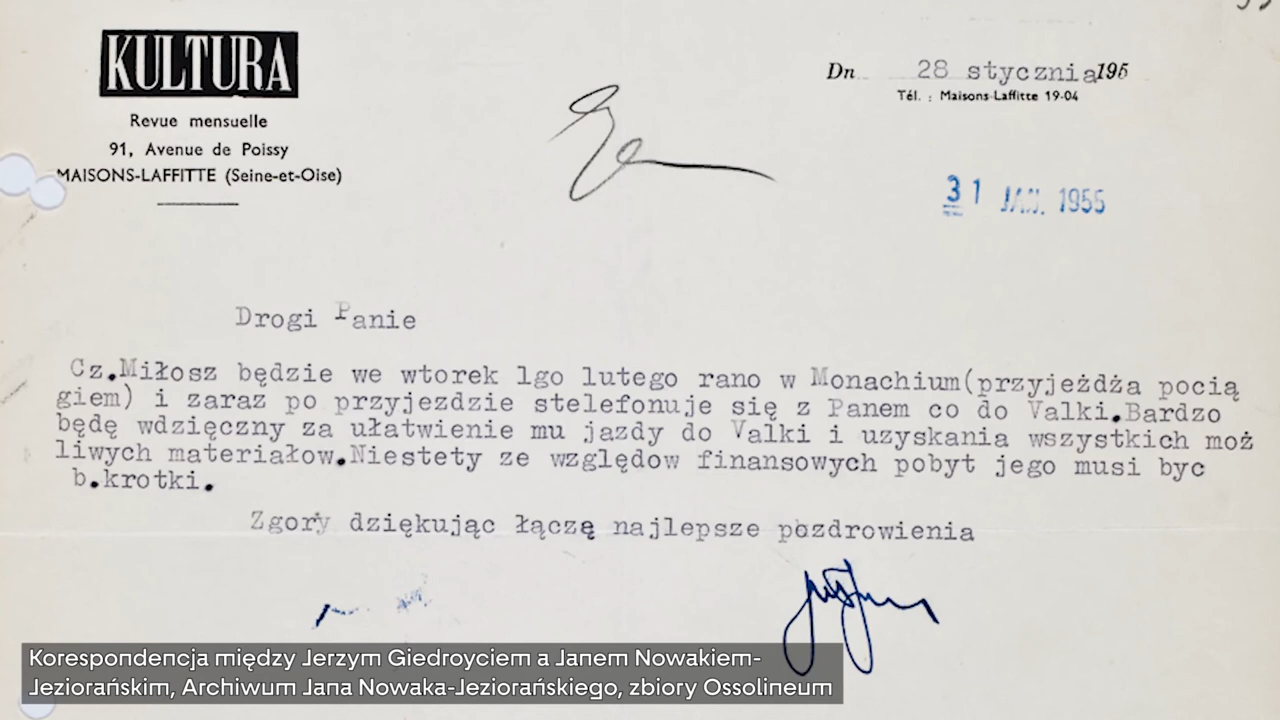 KULTURA
Revue mensuelle
91, Avenue de Poissy
MAISONS-LAFFITTE (Seine-et-Oise)
Dn 28 stycznia 195
Tél. : Maisons-Laffitte 19-04
31 JAN. 1955
Drogi Panie
Cz.Miłosz będzie we wtorek 1go lutego rano w Monachium(przyjeżdża pocią
giem) i zaraz po przyjezdzie stelefonuje się z Panem co do Valki.Bardzo
będę wdzięczny za ułatwienie mu jazdy do Valki i uzyskania wszystkich moż
liwych materiałow.Niestety ze względow finansowych pobyt jego musi byc
b.krotki.
Zgory dziękując łączę najlepsze pozdrowienia
Korespondencja między Jerzym Giedroyciem a Janem Nowakiem-
Jeziorańskim, Archiwum Jana Nowaka-Jeziorańskiego, zbiory Ossolineum